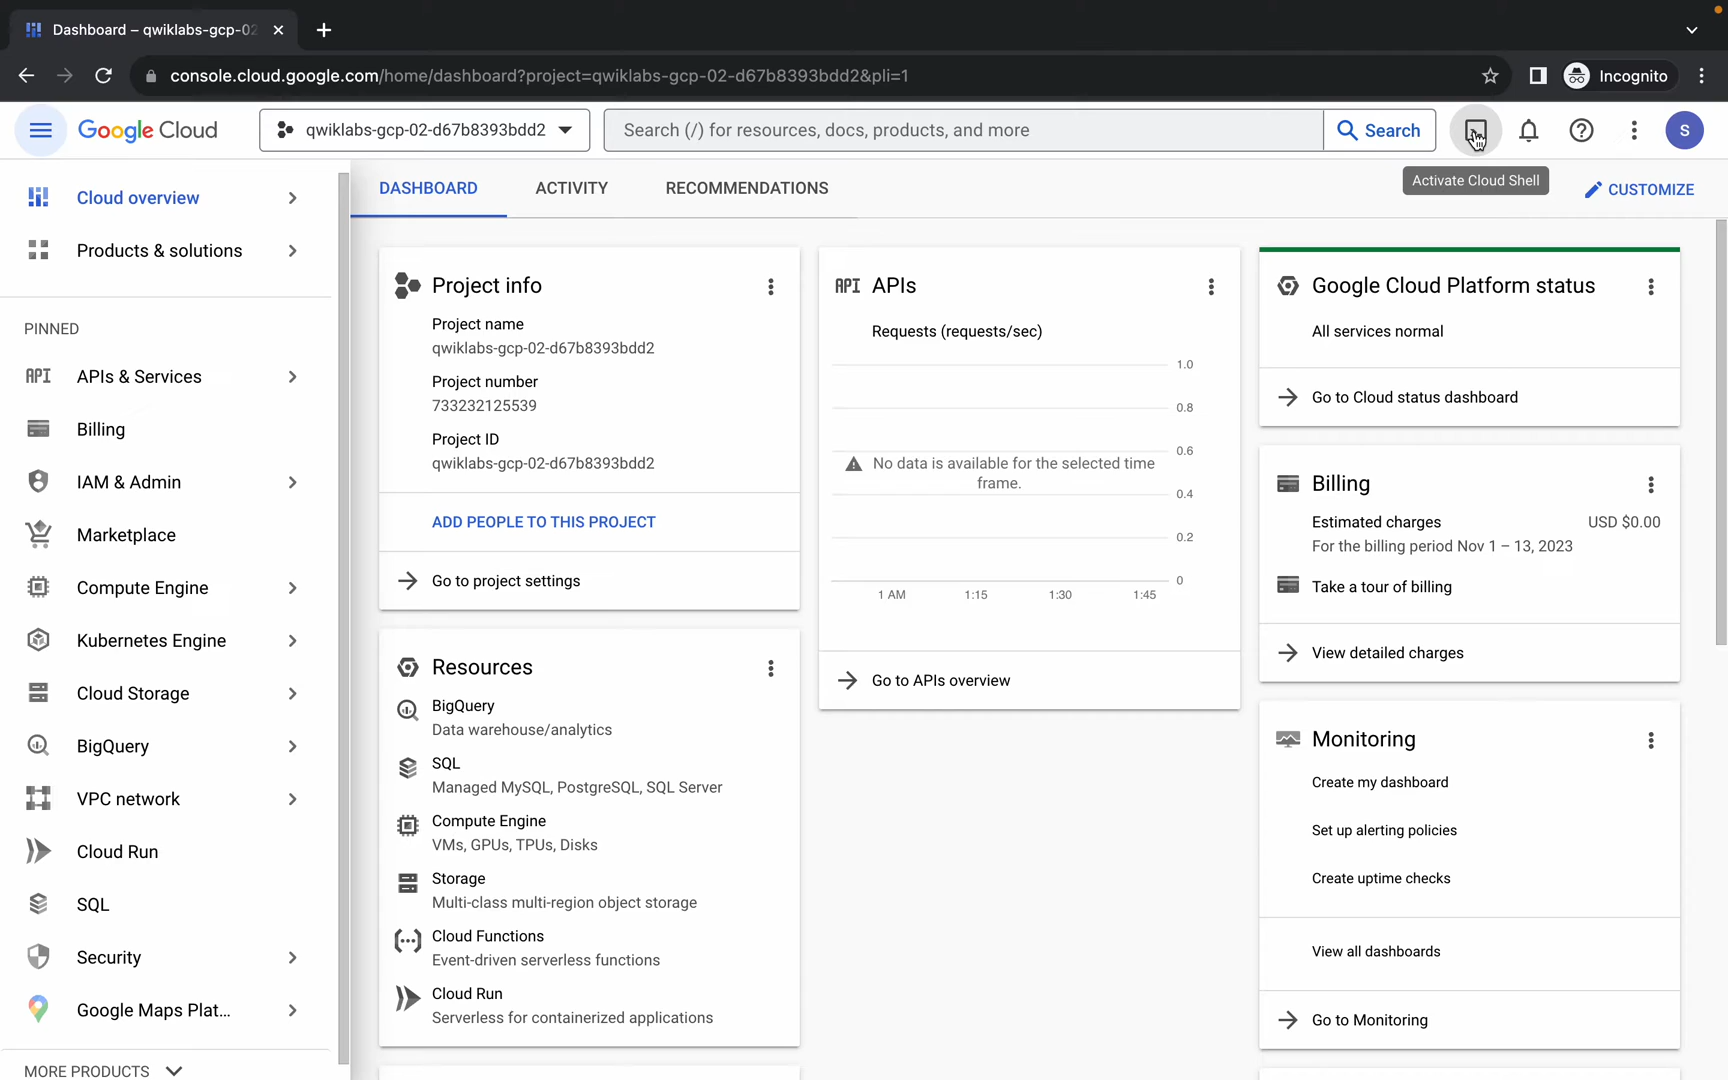 Dashboard – qwiklabs-gcp-02
console.cloud.google.com/home/dashboard?project=qwiklabs-gcp-02-d67b8393bdd2&pli=1
Incognito
Google Cloud
qwiklabs-gcp-02-d67b8393bdd2
Search (/) for resources, docs, products, and more
Search
S
Activate Cloud Shell
Cloud overview
Products & solutions
PINNED
APIs & Services
Billing
IAM & Admin
Marketplace
Compute Engine
Kubernetes Engine
Cloud Storage
BigQuery
VPC network
Cloud Run
SQL
Security
Google Maps Plat...
MORE PRODUCTS
DASHBOARD
ACTIVITY
RECOMMENDATIONS
CUSTOMIZE
Project info
Project name
qwiklabs-gcp-02-d67b8393bdd2
Project number
733232125539
Project ID
qwiklabs-gcp-02-d67b8393bdd2
ADD PEOPLE TO THIS PROJECT
Go to project settings
Resources
BigQuery
Data warehouse/analytics
SQL
Managed MySQL, PostgreSQL, SQL Server
Compute Engine
VMs, GPUs, TPUs, Disks
Storage
Multi-class multi-region object storage
Cloud Functions
Event-driven serverless functions
Cloud Run
Serverless for containerized applications
API APIs
Requests (requests/sec)
1.0
0.8
0.6
No data is available for the selected time
frame.
0.4
0.2
0
1 AM 1:15 1:30 1:45
Go to APIs overview
Google Cloud Platform status
All services normal
Go to Cloud status dashboard
Billing
Estimated charges USD $0.00
For the billing period Nov 1 – 13, 2023
Take a tour of billing
View detailed charges
Monitoring
Create my dashboard
Set up alerting policies
Create uptime checks
View all dashboards
Go to Monitoring